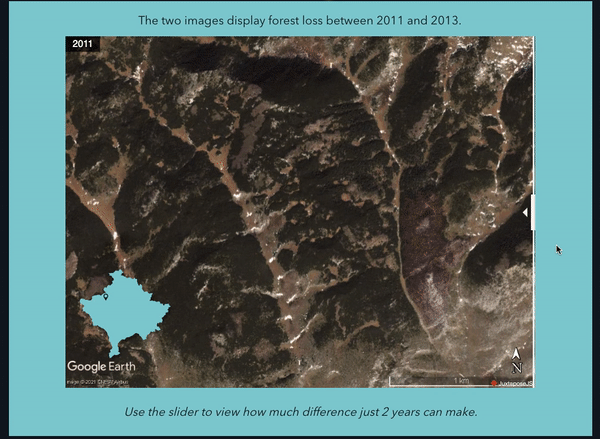 The two images display forest loss between 2011 and 2013.
2011
Google Earth
N
1 km
JuxtaposeJS
Use the slider to view how much difference just 2 years can make.